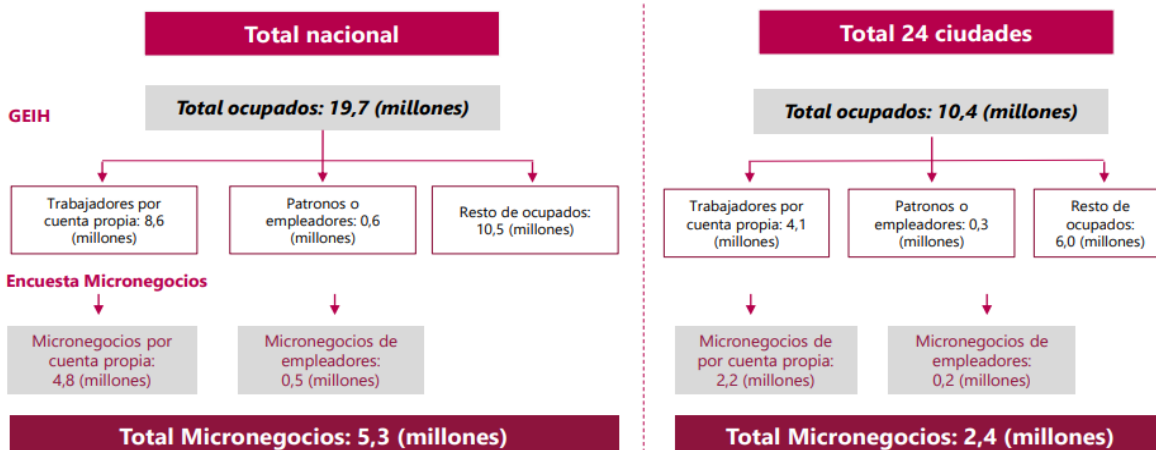 Total nacional
GEIH
Total ocupados: 19,7 (millones)
Trabajadores por
cuenta propia: 8,6
(millones)
Patronos o
empleadores: 0,6
(millones)
Resto de ocupados:
10,5 (millones)
Encuesta Micronegocios
Micronegocios por
cuenta propia:
4,8 (millones)
Micronegocios de
empleadores:
0,5 (millones)
Total Micronegocios: 5,3 (millones)
Total 24 ciudades
Total ocupados: 10,4 (millones)
Trabajadores por
cuenta propia: 4,1
(millones)
Patronos o
empleadores: 0,3
(millones)
Resto de
ocupados:
6,0 (millones)
Micronegocios de
por cuenta propia:
2,2 (millones)
Micronegocios de
empleadores:
0,2 (millones)
Total Micronegocios: 2,4 (millones)